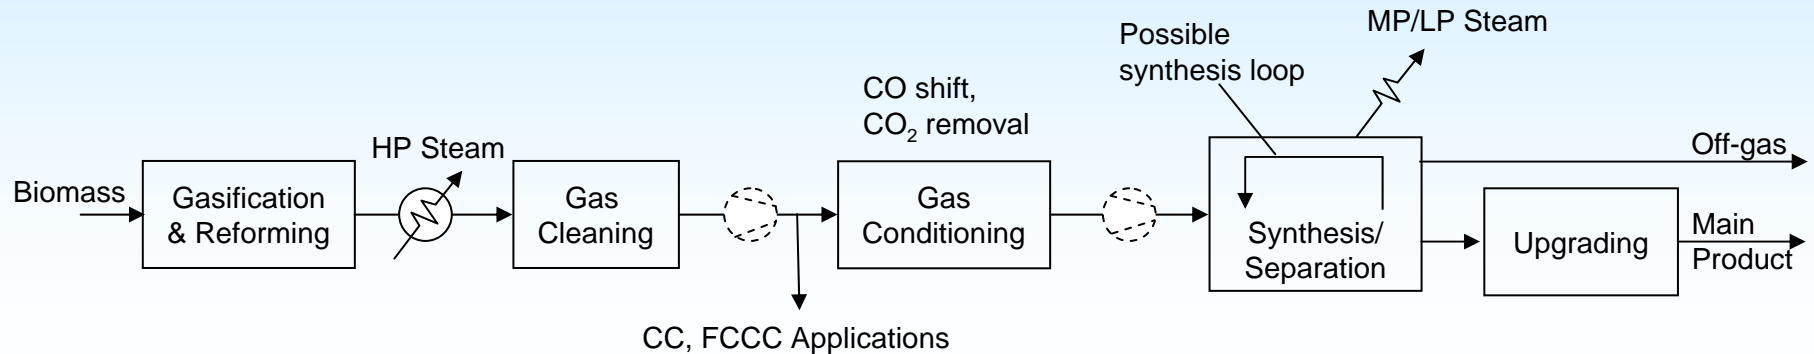 Biomass
Gasification
& Reforming
HP Steam
Gas
Cleaning
CC, FCCC Applications
CO shift,
CO₂ removal
Gas
Conditioning
Possible
synthesis loop
MP/LP Steam
Synthesis/
Separation
Off-gas
Upgrading
Main
Product